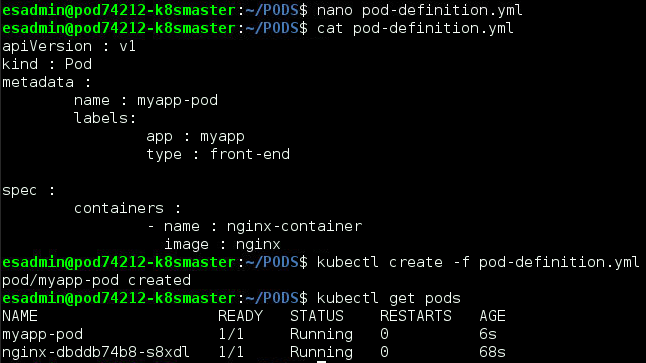 esadmin@pod74212-k8smaster:~/PODS$ nano pod-definition.yml
esadmin@pod74212-k8smaster:~/PODS$ cat pod-definition.yml
apiVersion : v1
kind : Pod
metadata :
        name : myapp-pod
        labels:
                app : myapp
                type : front-end

spec :
        containers :
                - name : nginx-container
                  image : nginx
esadmin@pod74212-k8smaster:~/PODS$ kubectl create -f pod-definition.yml
pod/myapp-pod created
esadmin@pod74212-k8smaster:~/PODS$ kubectl get pods
NAME                    READY   STATUS    RESTARTS   AGE
myapp-pod               1/1     Running   0          6s
nginx-dbddb74b8-s8xdl   1/1     Running   0          68s